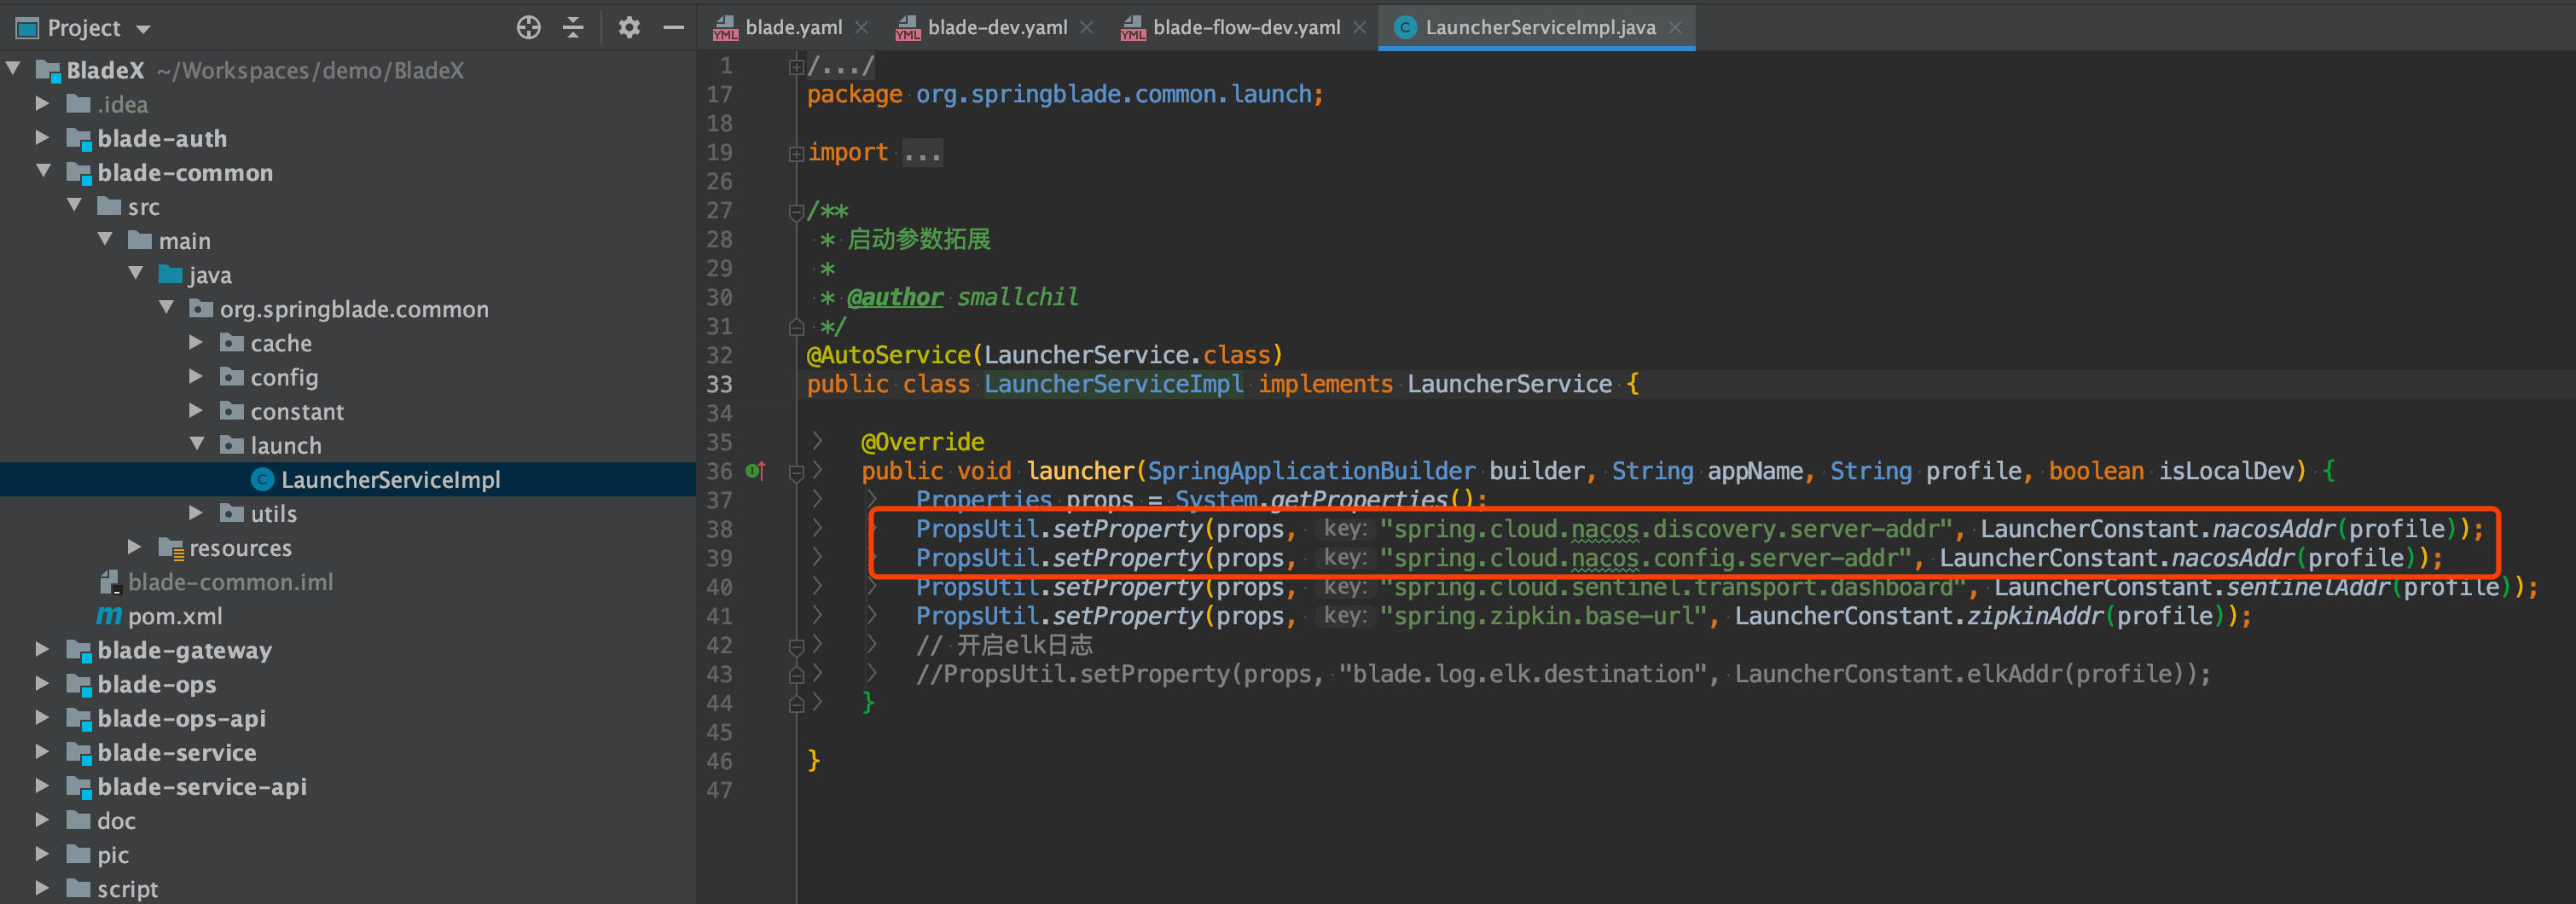 Project
BladeX ~/Workspaces/demo/BladeX
.idea
blade-auth
blade-common
src
main
java
org.springblade.common
cache
config
constant
launch
LauncherServiceImpl
utils
resources
blade-common.iml
pom.xml
blade-gateway
blade-ops
blade-ops-api
blade-service
blade-service-api
doc
pic
script
blade.yaml blade-dev.yaml blade-flow-dev.yaml LauncherServiceImpl.java
1 /.../
17 package org.springblade.common.launch;
18
19 import ...
26
27 /**
28 * 启动参数拓展
29 *
30 * @author smallchil
31 */
32 @AutoService(LauncherService.class)
33 public class LauncherServiceImpl implements LauncherService {
34
35 @Override
36 public void launcher(SpringApplicationBuilder builder, String appName, String profile, boolean isLocalDev) {
37 Properties props = System.getProperties();
38 PropsUtil.setProperty(props, key: "spring.cloud.nacos.discovery.server-addr", LauncherConstant.nacosAddr(profile));
39 PropsUtil.setProperty(props, key: "spring.cloud.nacos.config.server-addr", LauncherConstant.nacosAddr(profile));
40 PropsUtil.setProperty(props, key: "spring.cloud.sentinel.transport.dashboard", LauncherConstant.sentinelAddr(profile));
41 PropsUtil.setProperty(props, key: "spring.zipkin.base-url", LauncherConstant.zipkinAddr(profile));
42 // 开启elk日志
43 //PropsUtil.setProperty(props, "blade.log.elk.destination", LauncherConstant.elkAddr(profile));
44 }
45
46 }
47